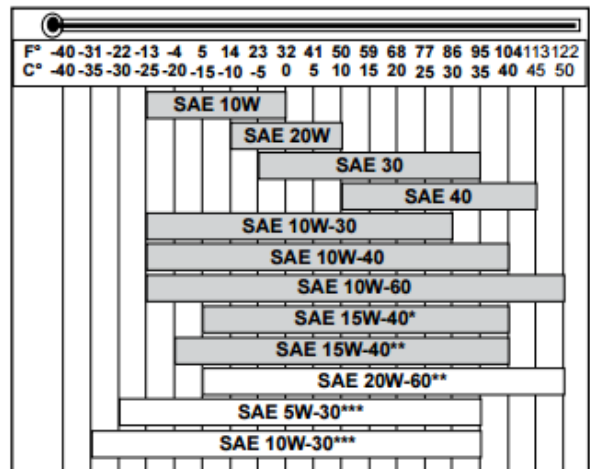 F° -40 -31 -22 -13 -4 5 14 23 32 41 50 59 68 77 86 95 104 113 122
C° -40 -35 -30 -25 -20 -15 -10 -5 0 5 10 15 20 25 30 35 40 45 50
SAE 10W
SAE 20W
SAE 30
SAE 40
SAE 10W-30
SAE 10W-40
SAE 10W-60
SAE 15W-40*
SAE 15W-40**
SAE 20W-60**
SAE 5W-30***
SAE 10W-30***